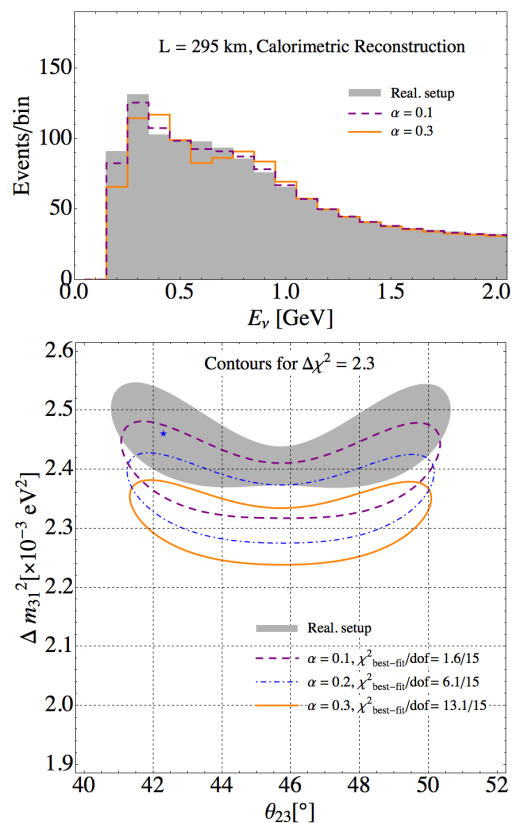 L = 295 km, Calorimetric Reconstruction
Real. setup
α = 0.1
α = 0.3
Events/bin
150
100
50
0
0.0 0.5 1.0 1.5 2.0
E_ν [GeV]
Contours for Δχ² = 2.3
2.6
2.5
2.4
2.3
2.2
2.1
2.0
1.9
Δ m₃₁² [×10⁻³ eV²]
Real. setup
α = 0.1, χ²_best-fit/dof = 1.6/15
α = 0.2, χ²_best-fit/dof = 6.1/15
α = 0.3, χ²_best-fit/dof = 13.1/15
40 42 44 46 48 50 52
θ₂₃[°]